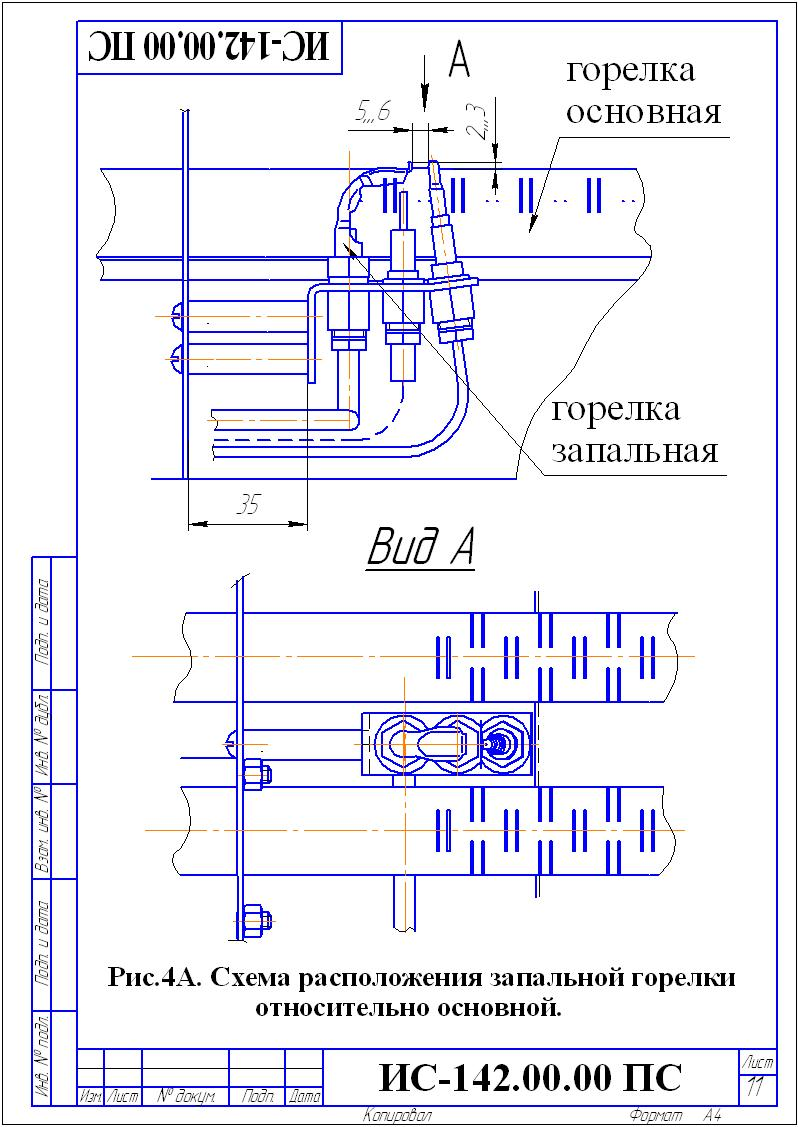 ИС-142.00.00 ПС
А
горелка
основная
5,,,6
2,,,3
горелка
запальная
35
Вид А
Рис.4А. Схема расположения запальной горелки
относительно основной.
Подп. и дата
Инв. № дубл.
Взам. инв. №
Подп. и дата
Инв. № подл.
Изм. Лист № докум. Подп. Дата
ИС-142.00.00 ПС
Лист
11
Копировал Формат А4